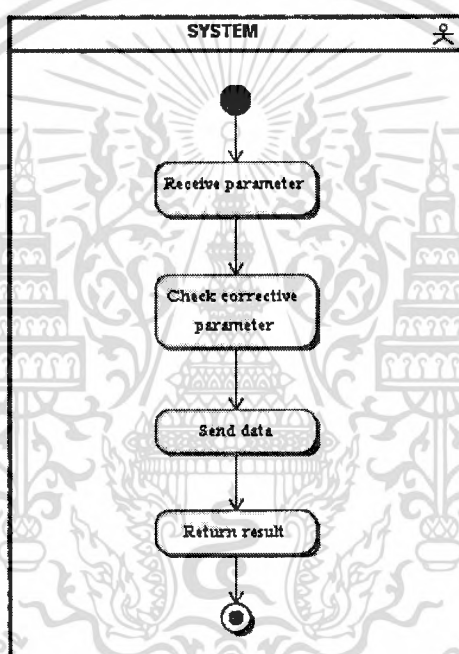 SYSTEM
Receive parameter
Check corrective
parameter
Send data
Return result